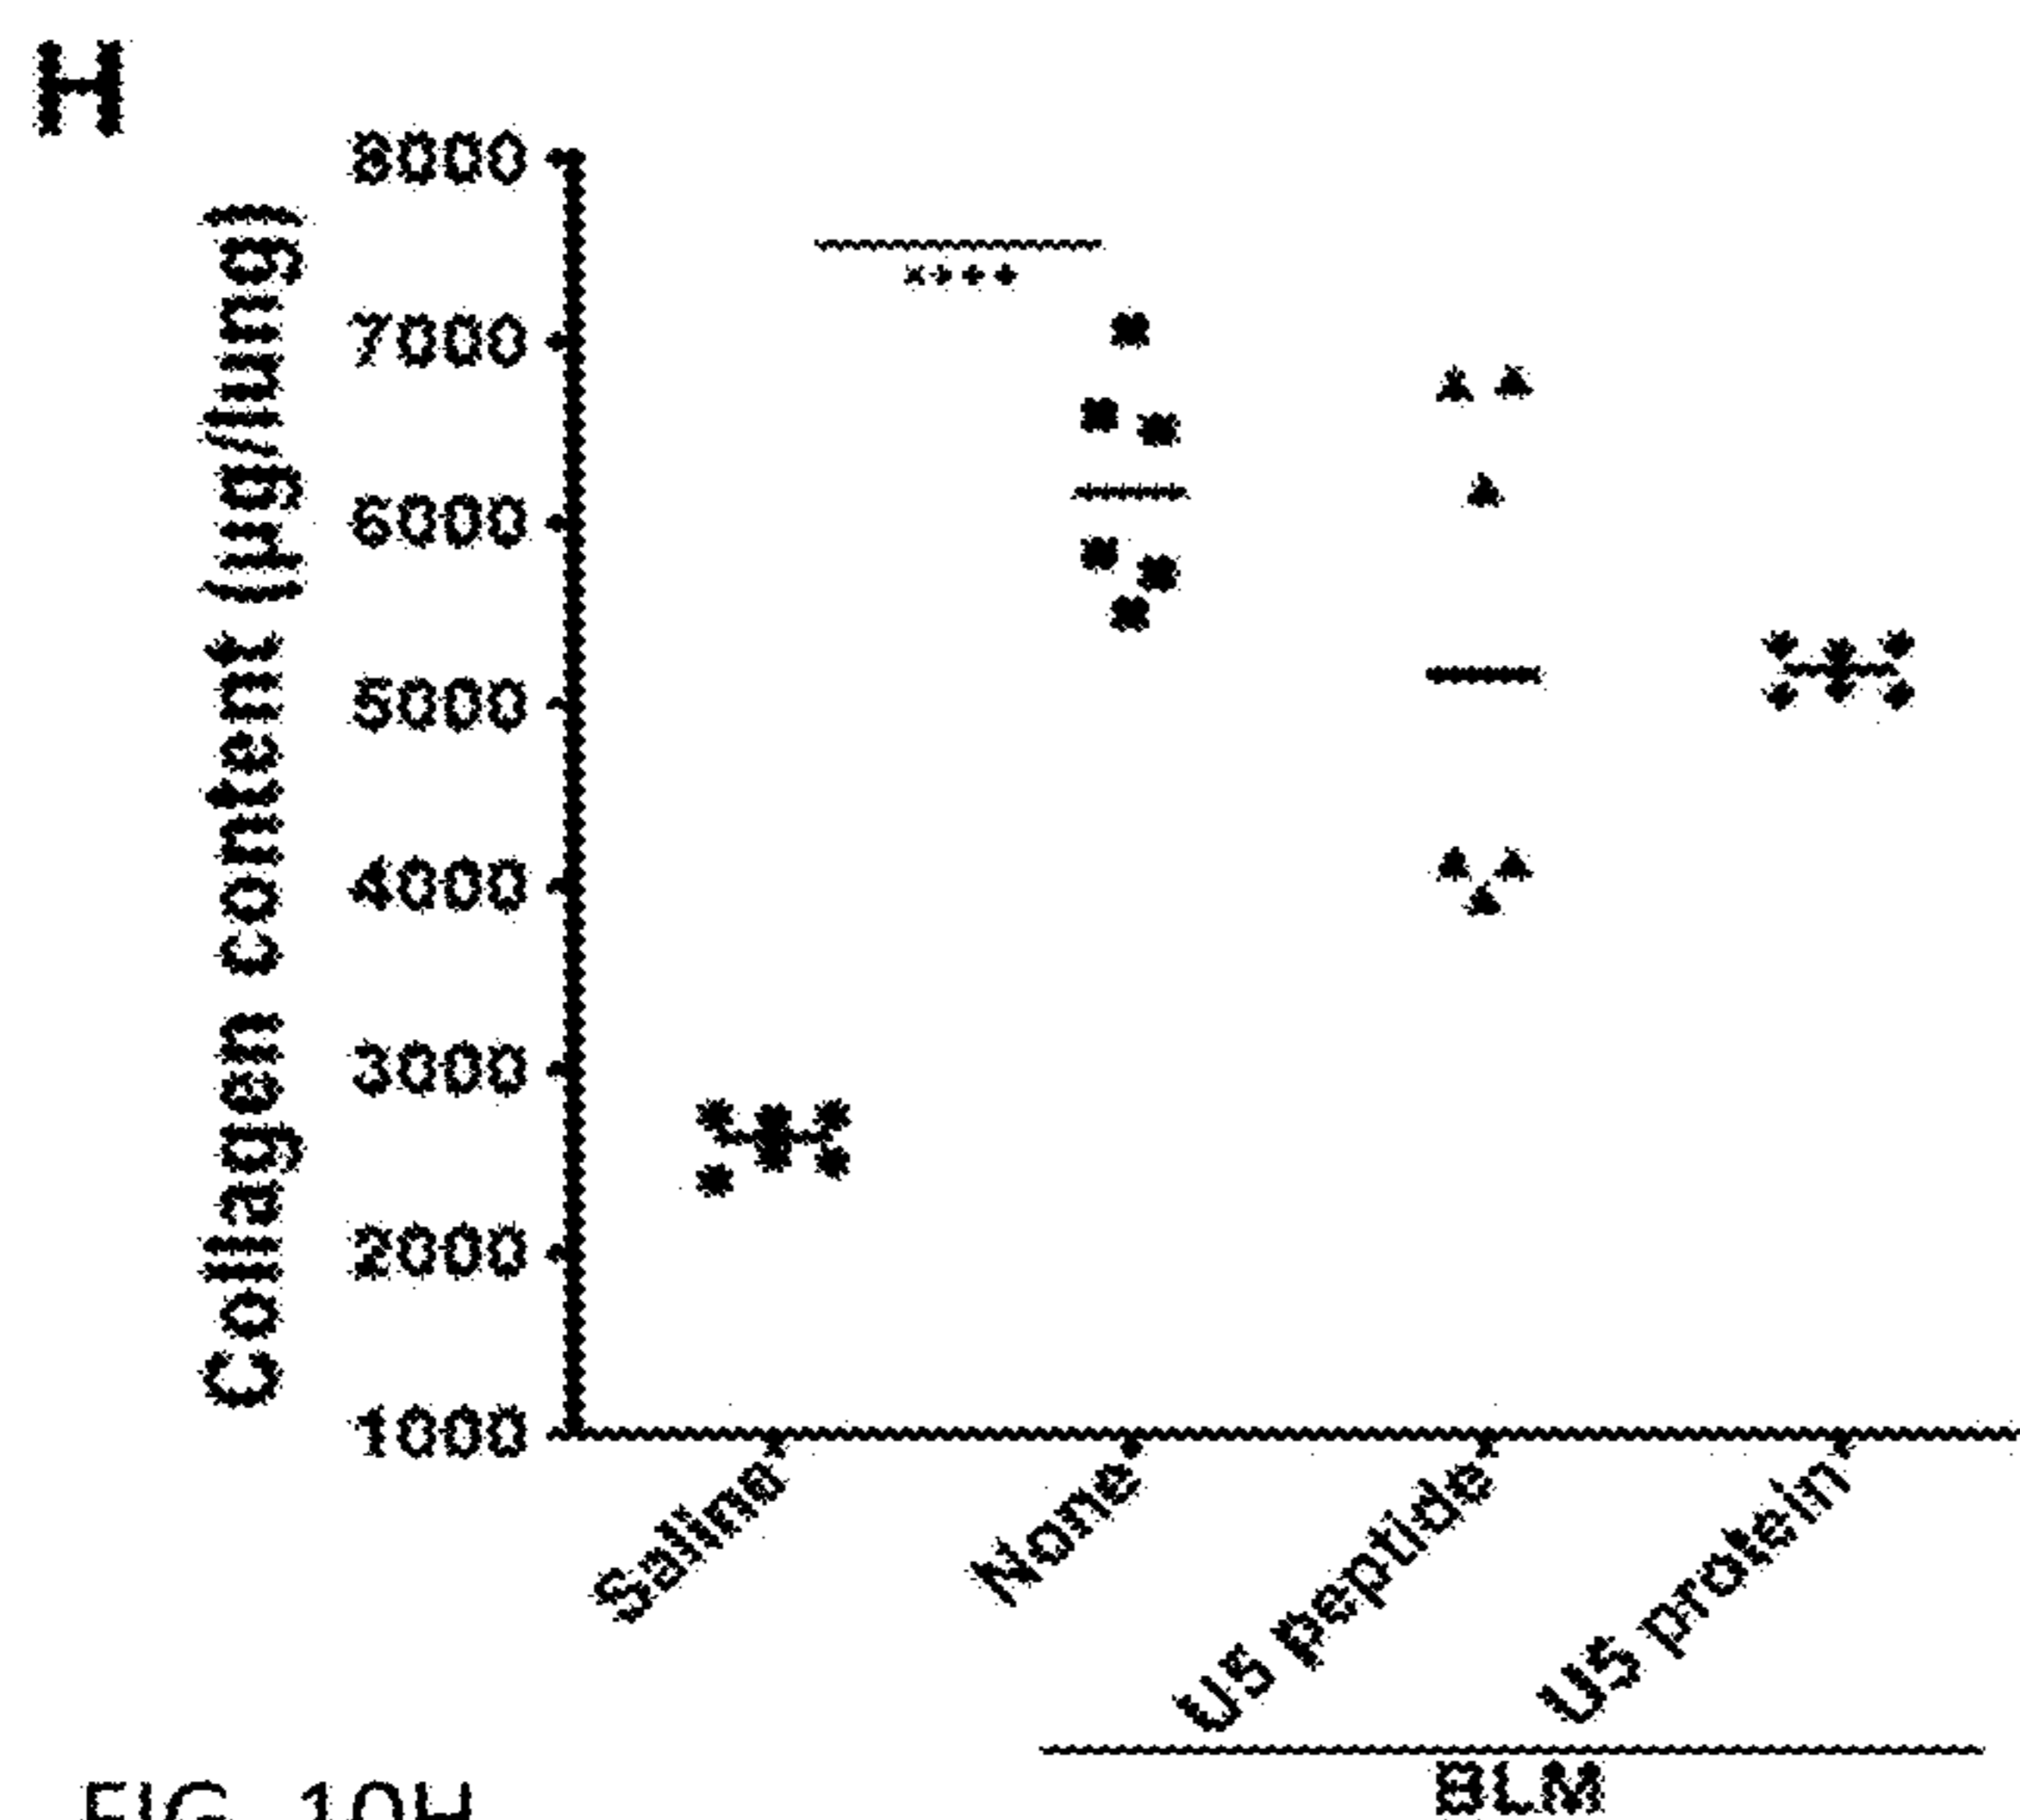 H
Collagen content (μg/lung)
8000
7000
6000
5000
4000
3000
2000
1000
****
Saline
None
U5 peptide
U5 protein
BLM
FIG. 10H